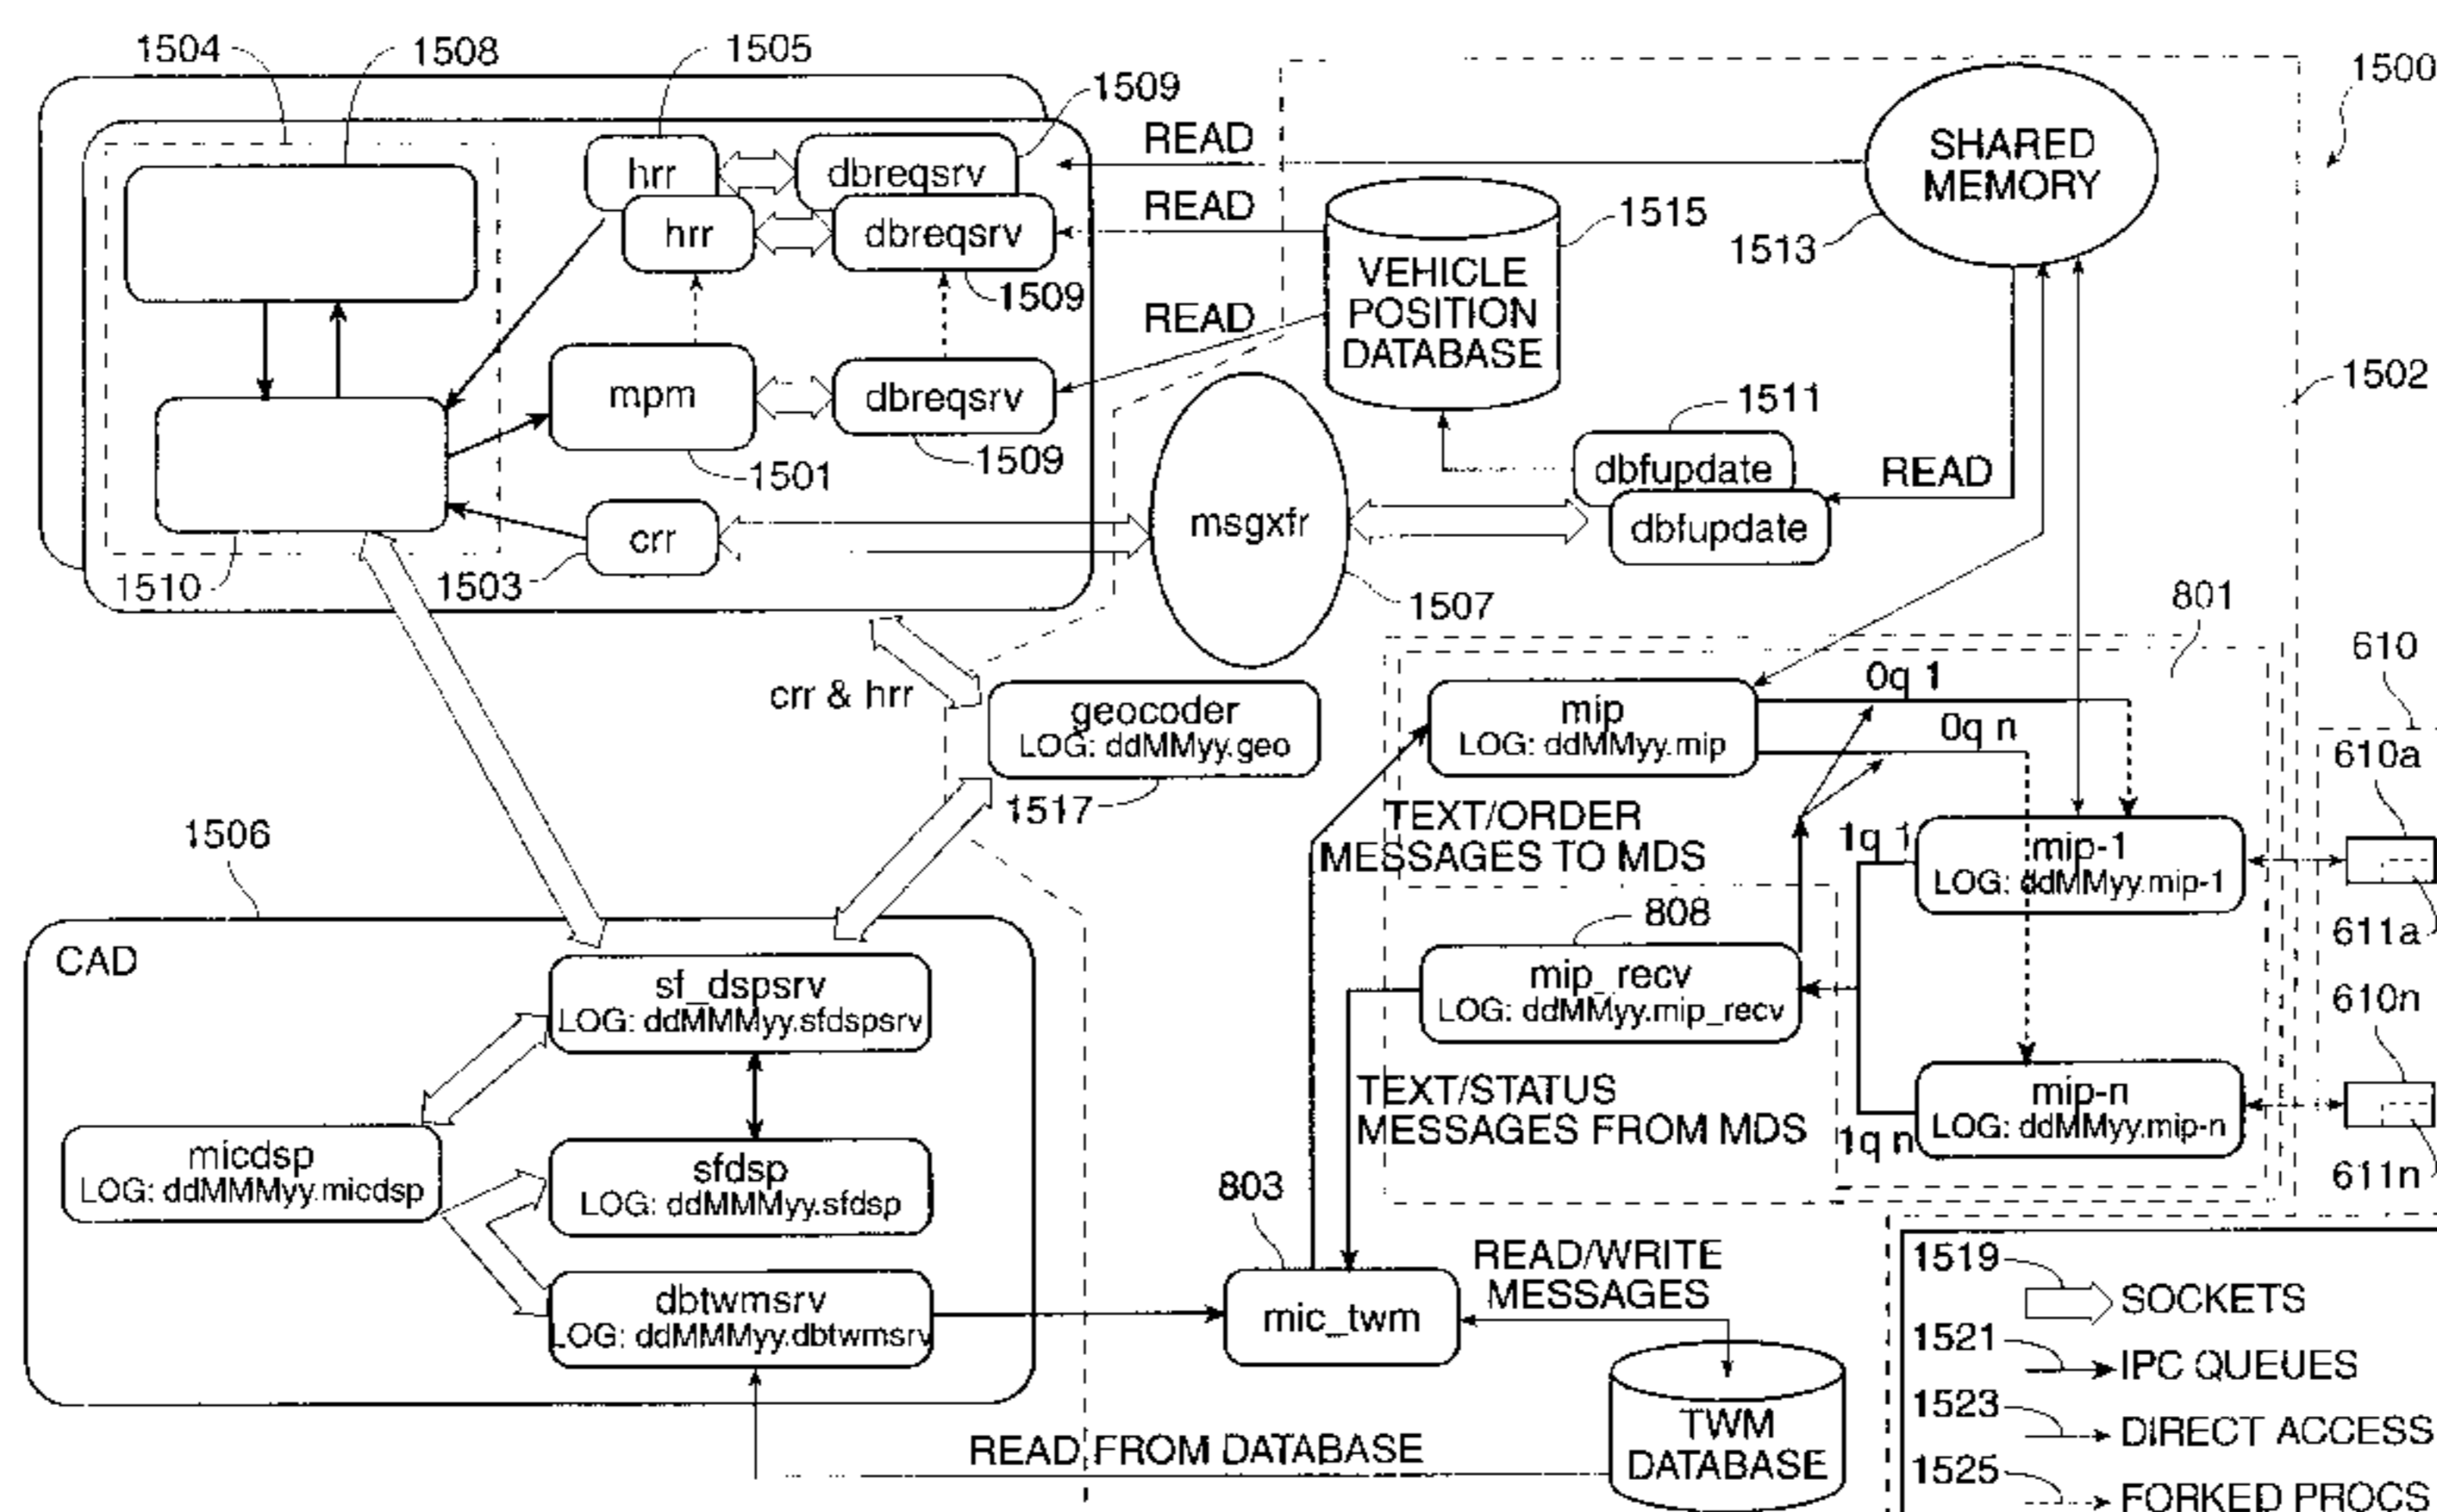 1504
1508
1505
1509
1500
READ
SHARED
MEMORY
hrr
dbreqsrv
READ
1515
1513
hrr
dbreqsrv
VEHICLE
POSITION
DATABASE
1509
READ
1502
mpm
dbreqsrv
1511
1509
1501
dbfupdate
READ
msgxfr
dbfupdate
crr
1510
1503
1507
801
610
crr & hrr
geocoder
LOG: ddMMyy.geo
mip
LOG: ddMMyy.mip
0q 1
0q n
610a
1517
TEXT/ORDER
MESSAGES TO MDS
1506
1q 1
mip-1
LOG: ddMMyy.mip-1
808
611a
CAD
sf_dspsrv
LOG: ddMMMyy.sfdspsrv
mip_recv
LOG: ddMMyy.mip_recv
610n
TEXT/STATUS
MESSAGES FROM MDS
mip-n
LOG: ddMMyy.mip-n
1q n
micdsp
LOG: ddMMMyy.micdsp
sfdsp
LOG: ddMMMyy.sfdsp
803
611n
READ/WRITE
MESSAGES
1519
SOCKETS
dbtwmsrv
LOG: ddMMMyy.dbtwmsrv
mic_twm
1521
IPC QUEUES
1523
DIRECT ACCESS
TWM
DATABASE
READ FROM DATABASE
1525
FORKED PROCS